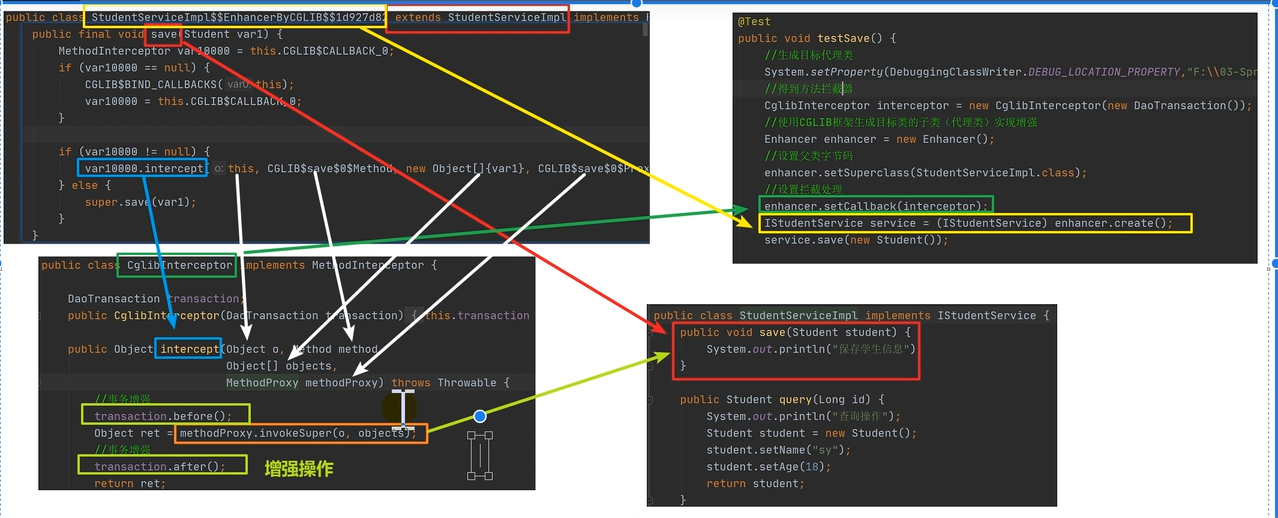 public class StudentServiceImpl$$EnhancerByCGLIB$$1d927d82 extends StudentServiceImpl implements
public final void save(Student var1) {
MethodInterceptor var10000 = this.CGLIB$CALLBACK_0;
if (var10000 == null) {
CGLIB$BIND_CALLBACKS( var0: this);
var10000 = this.CGLIB$CALLBACK_0;
}
if (var10000 != null) {
var10000.intercept( o: this, CGLIB$save$0$Method, new Object[]{var1}, CGLIB$save$0$Prox
} else {
super.save(var1);
}
}
@Test
public void testSave() {
//生成目标代理类
System.setProperty(DebuggingClassWriter.DEBUG_LOCATION_PROPERTY,"F:\\03-Spr
//得到方法拦截器
CglibInterceptor interceptor = new CglibInterceptor(new DaoTransaction());
//使用CGLIB框架生成目标类的子类（代理类）实现增强
Enhancer enhancer = new Enhancer();
//设置父类字节码
enhancer.setSuperclass(StudentServiceImpl.class);
//设置拦截处理
enhancer.setCallback(interceptor);
IStudentService service = (IStudentService) enhancer.create();
service.save(new Student());
public class CglibInterceptor implements MethodInterceptor {
DaoTransaction transaction;
public CglibInterceptor(DaoTransaction transaction) { this.transaction
public Object intercept(Object o, Method method,
Object[] objects,
MethodProxy methodProxy) throws Throwable {
//事务增强
transaction.before();
Object ret = methodProxy.invokeSuper(o, objects);
//事务增强
transaction.after();
增强操作
return ret;
public class StudentServiceImpl implements IStudentService {
public void save(Student student) {
System.out.println("保存学生信息")
}
public Student query(Long id) {
System.out.println("查询操作");
Student student = new Student();
student.setName("sy");
student.setAge(18);
return student;
}